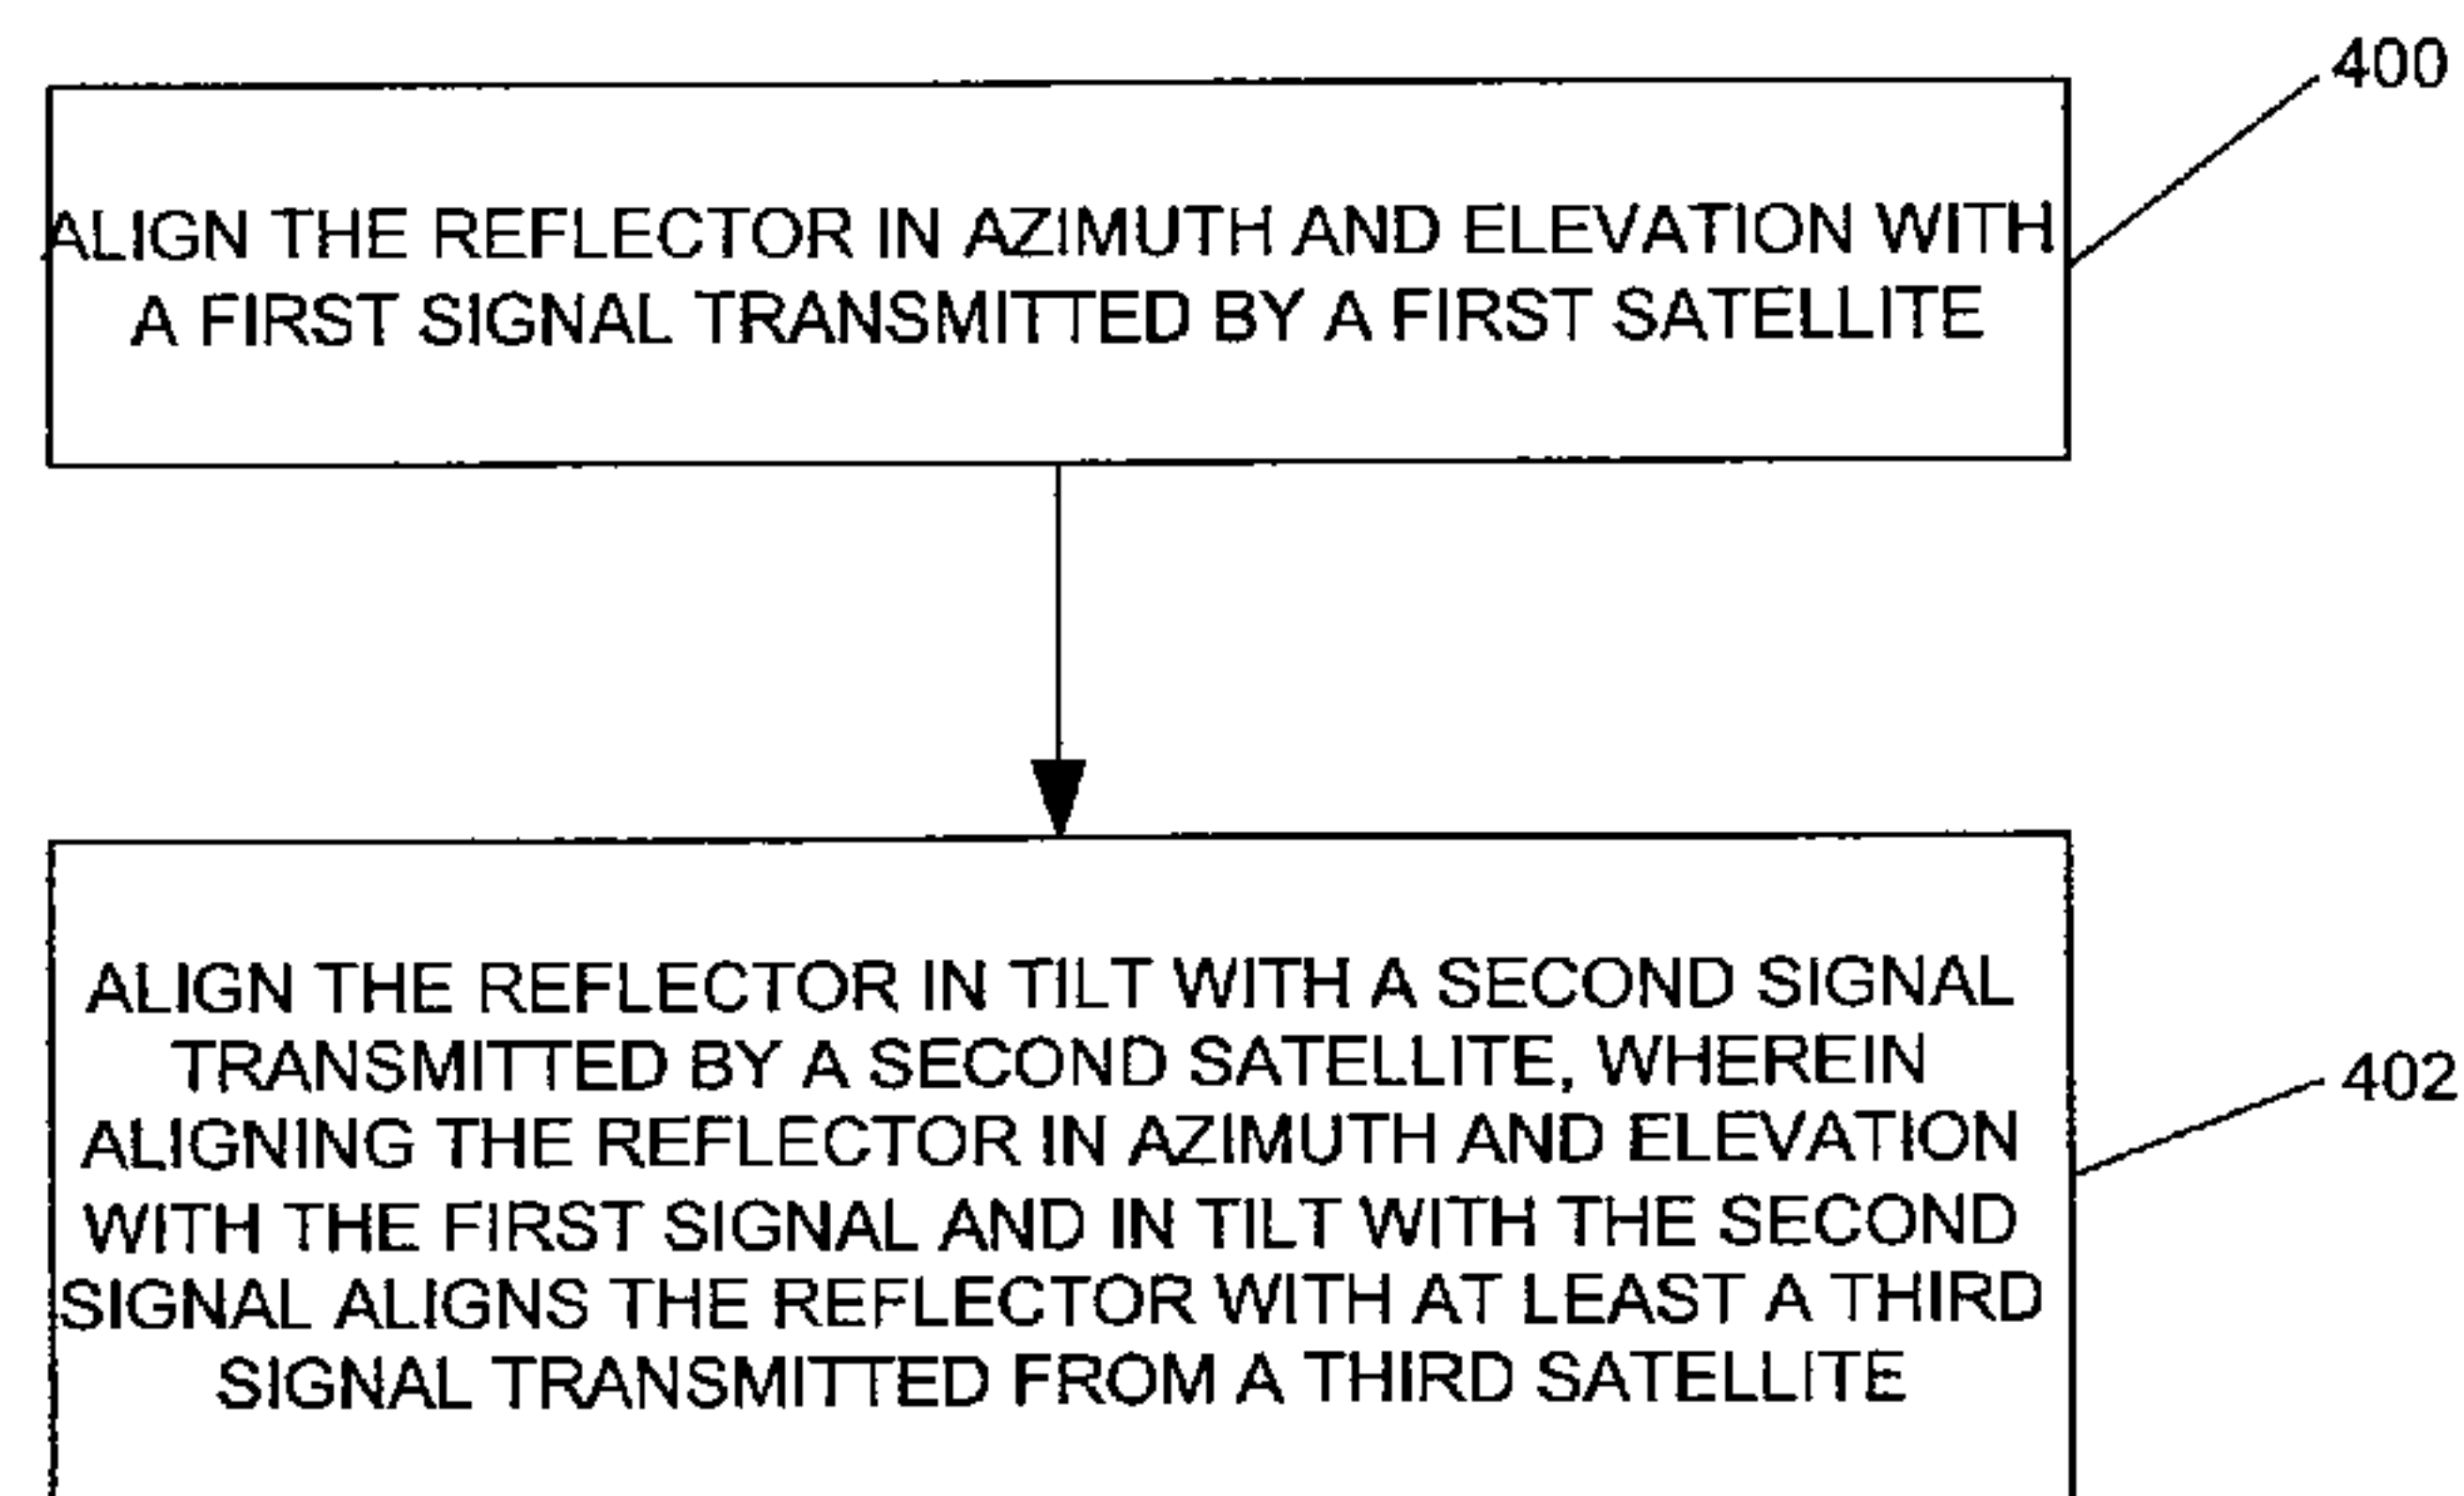 400
ALIGN THE REFLECTOR IN AZIMUTH AND ELEVATION WITH
A FIRST SIGNAL TRANSMITTED BY A FIRST SATELLITE
ALIGN THE REFLECTOR IN TILT WITH A SECOND SIGNAL
TRANSMITTED BY A SECOND SATELLITE, WHEREIN
ALIGNING THE REFLECTOR IN AZIMUTH AND ELEVATION
WITH THE FIRST SIGNAL AND IN TILT WITH THE SECOND
SIGNAL ALIGNS THE REFLECTOR WITH AT LEAST A THIRD
SIGNAL TRANSMITTED FROM A THIRD SATELLITE
402